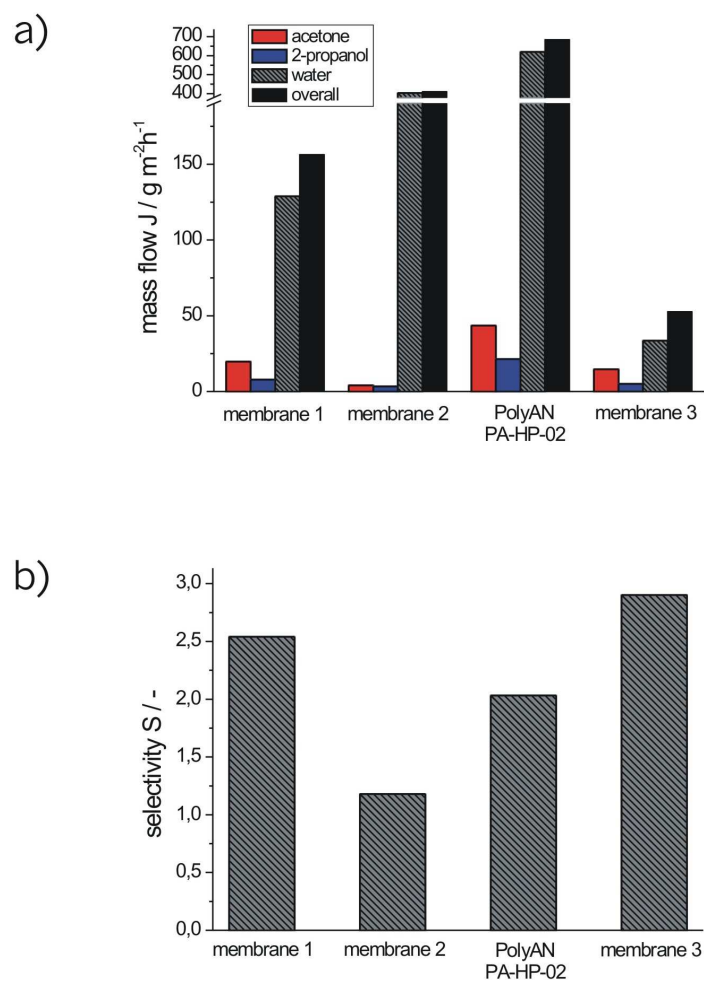 a)
acetone
2-propanol
water
overall
700
600
500
400
150
100
50
0
mass flow J / g m⁻²h⁻¹
membrane 1
membrane 2
PolyAN
PA-HP-02
membrane 3
b)
3,0
2,5
2,0
1,5
1,0
0,5
0,0
selectivity S / -
membrane 1
membrane 2
PolyAN
PA-HP-02
membrane 3